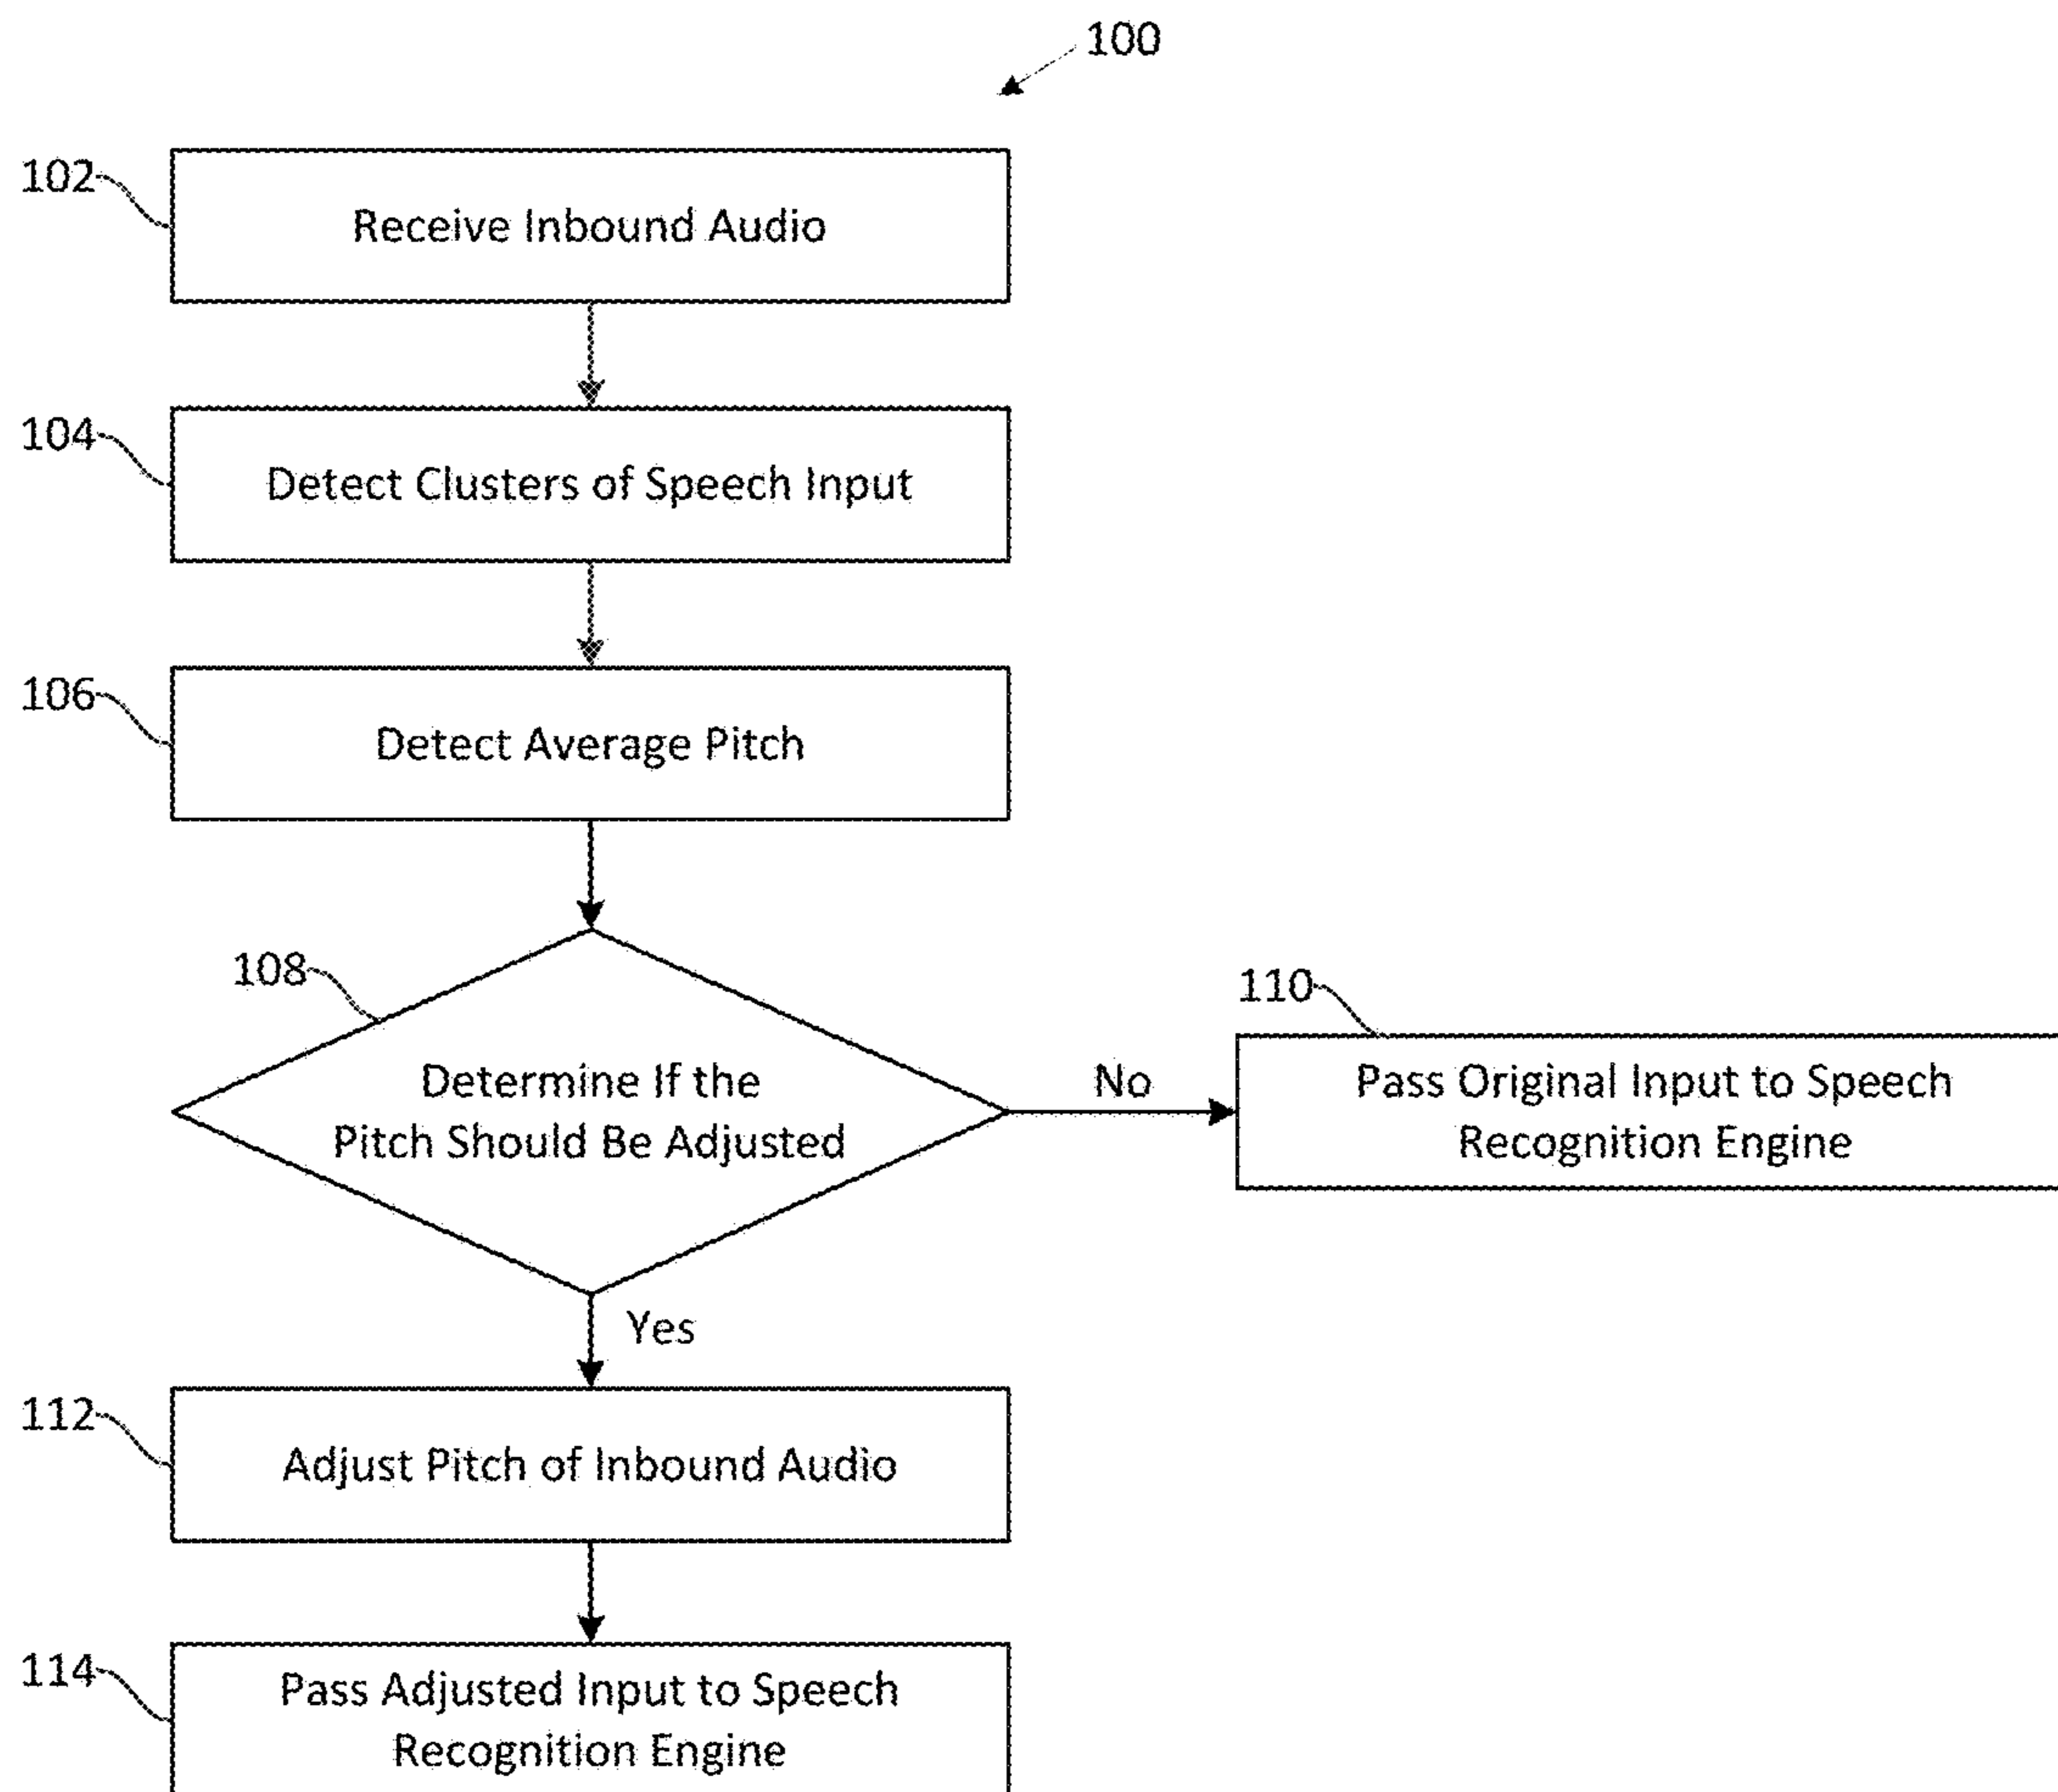 100
102
Receive Inbound Audio
104
Detect Clusters of Speech Input
106
Detect Average Pitch
108
Determine If the
Pitch Should Be Adjusted
No
110
Pass Original Input to Speech
Recognition Engine
Yes
112
Adjust Pitch of Inbound Audio
114
Pass Adjusted Input to Speech
Recognition Engine